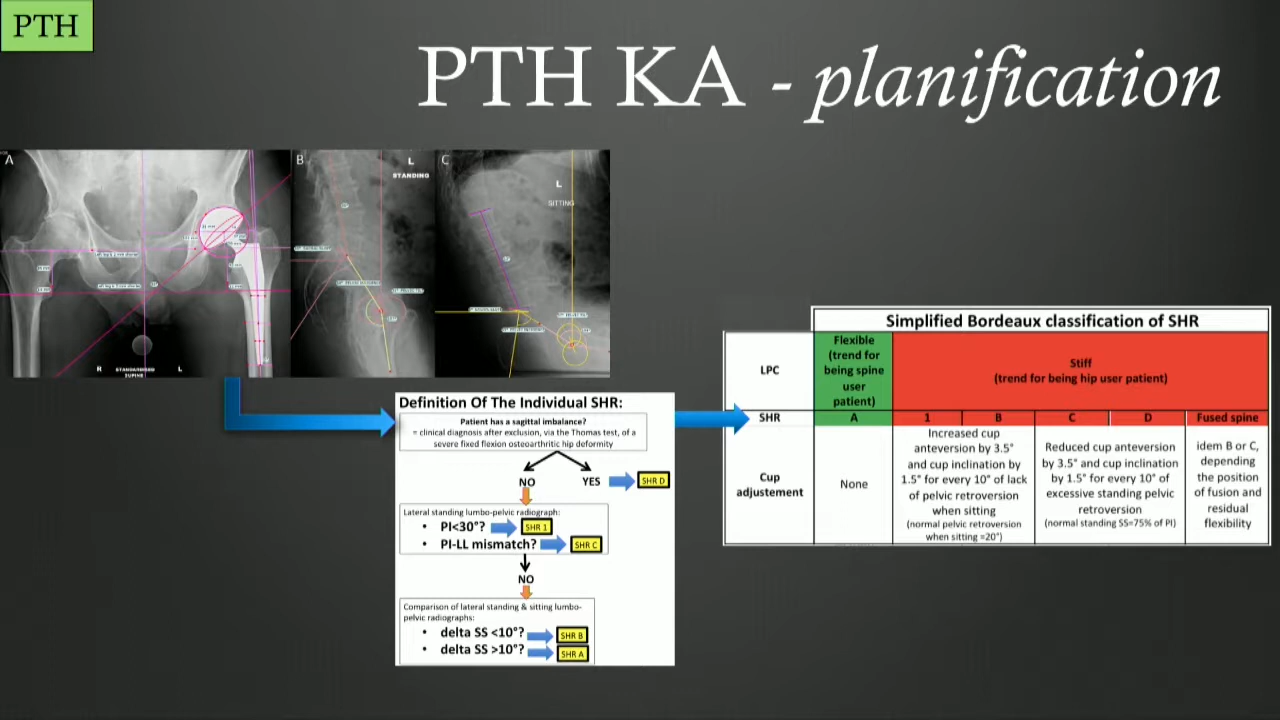 PTH
PTH KA - planification
A
B
L
STANDING
C
L
SITTING
R
STANDARDISED
SUPINE
L
Definition Of The Individual SHR:
Patient has a sagittal imbalance?
= clinical diagnosis after exclusion, via the Thomas test, of a
severe fixed flexion osteoarthritic hip deformity
NO
YES
SHR D
Lateral standing lumbo-pelvic radiograph:
• PI<30°?
SHR 1
• PI-LL mismatch?
SHR C
NO
Comparison of lateral standing & sitting lumbo-
pelvic radiographs:
• delta SS <10°?
SHR B
• delta SS >10°?
SHR A
Simplified Bordeaux classification of SHR
LPC
Flexible
(trend for
being spine
user
patient)
Stiff
(trend for being hip user patient)
SHR
A
1
B
C
D
Fused spine
Cup
adjustement
None
Increased cup
anteversion by 3.5°
and cup inclination by
1.5° for every 10° of lack
of pelvic retroversion
when sitting
(normal pelvic retroversion
when sitting =20°)
Reduced cup anteversion
by 3.5° and cup inclination
by 1.5° for every 10° of
excessive standing pelvic
retroversion
(normal standing SS=75% of PI)
idem B or C,
depending
the position
of fusion and
residual
flexibility